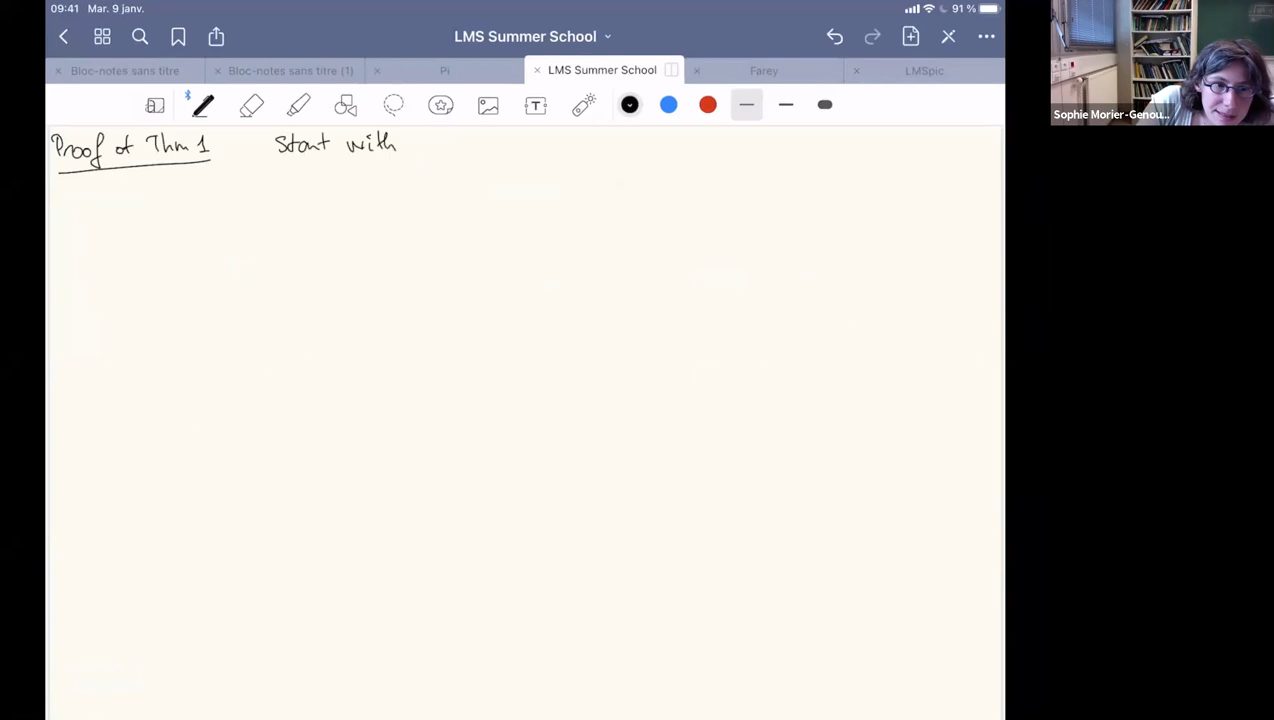 09:41 Mar. 9 janv.
91 %
LMS Summer School
Bloc-notes sans titre
Bloc-notes sans titre (1)
Pi
LMS Summer School
Farey
LMSpic
Sophie Morier-Genou...
Proof of Thm 1 Start with